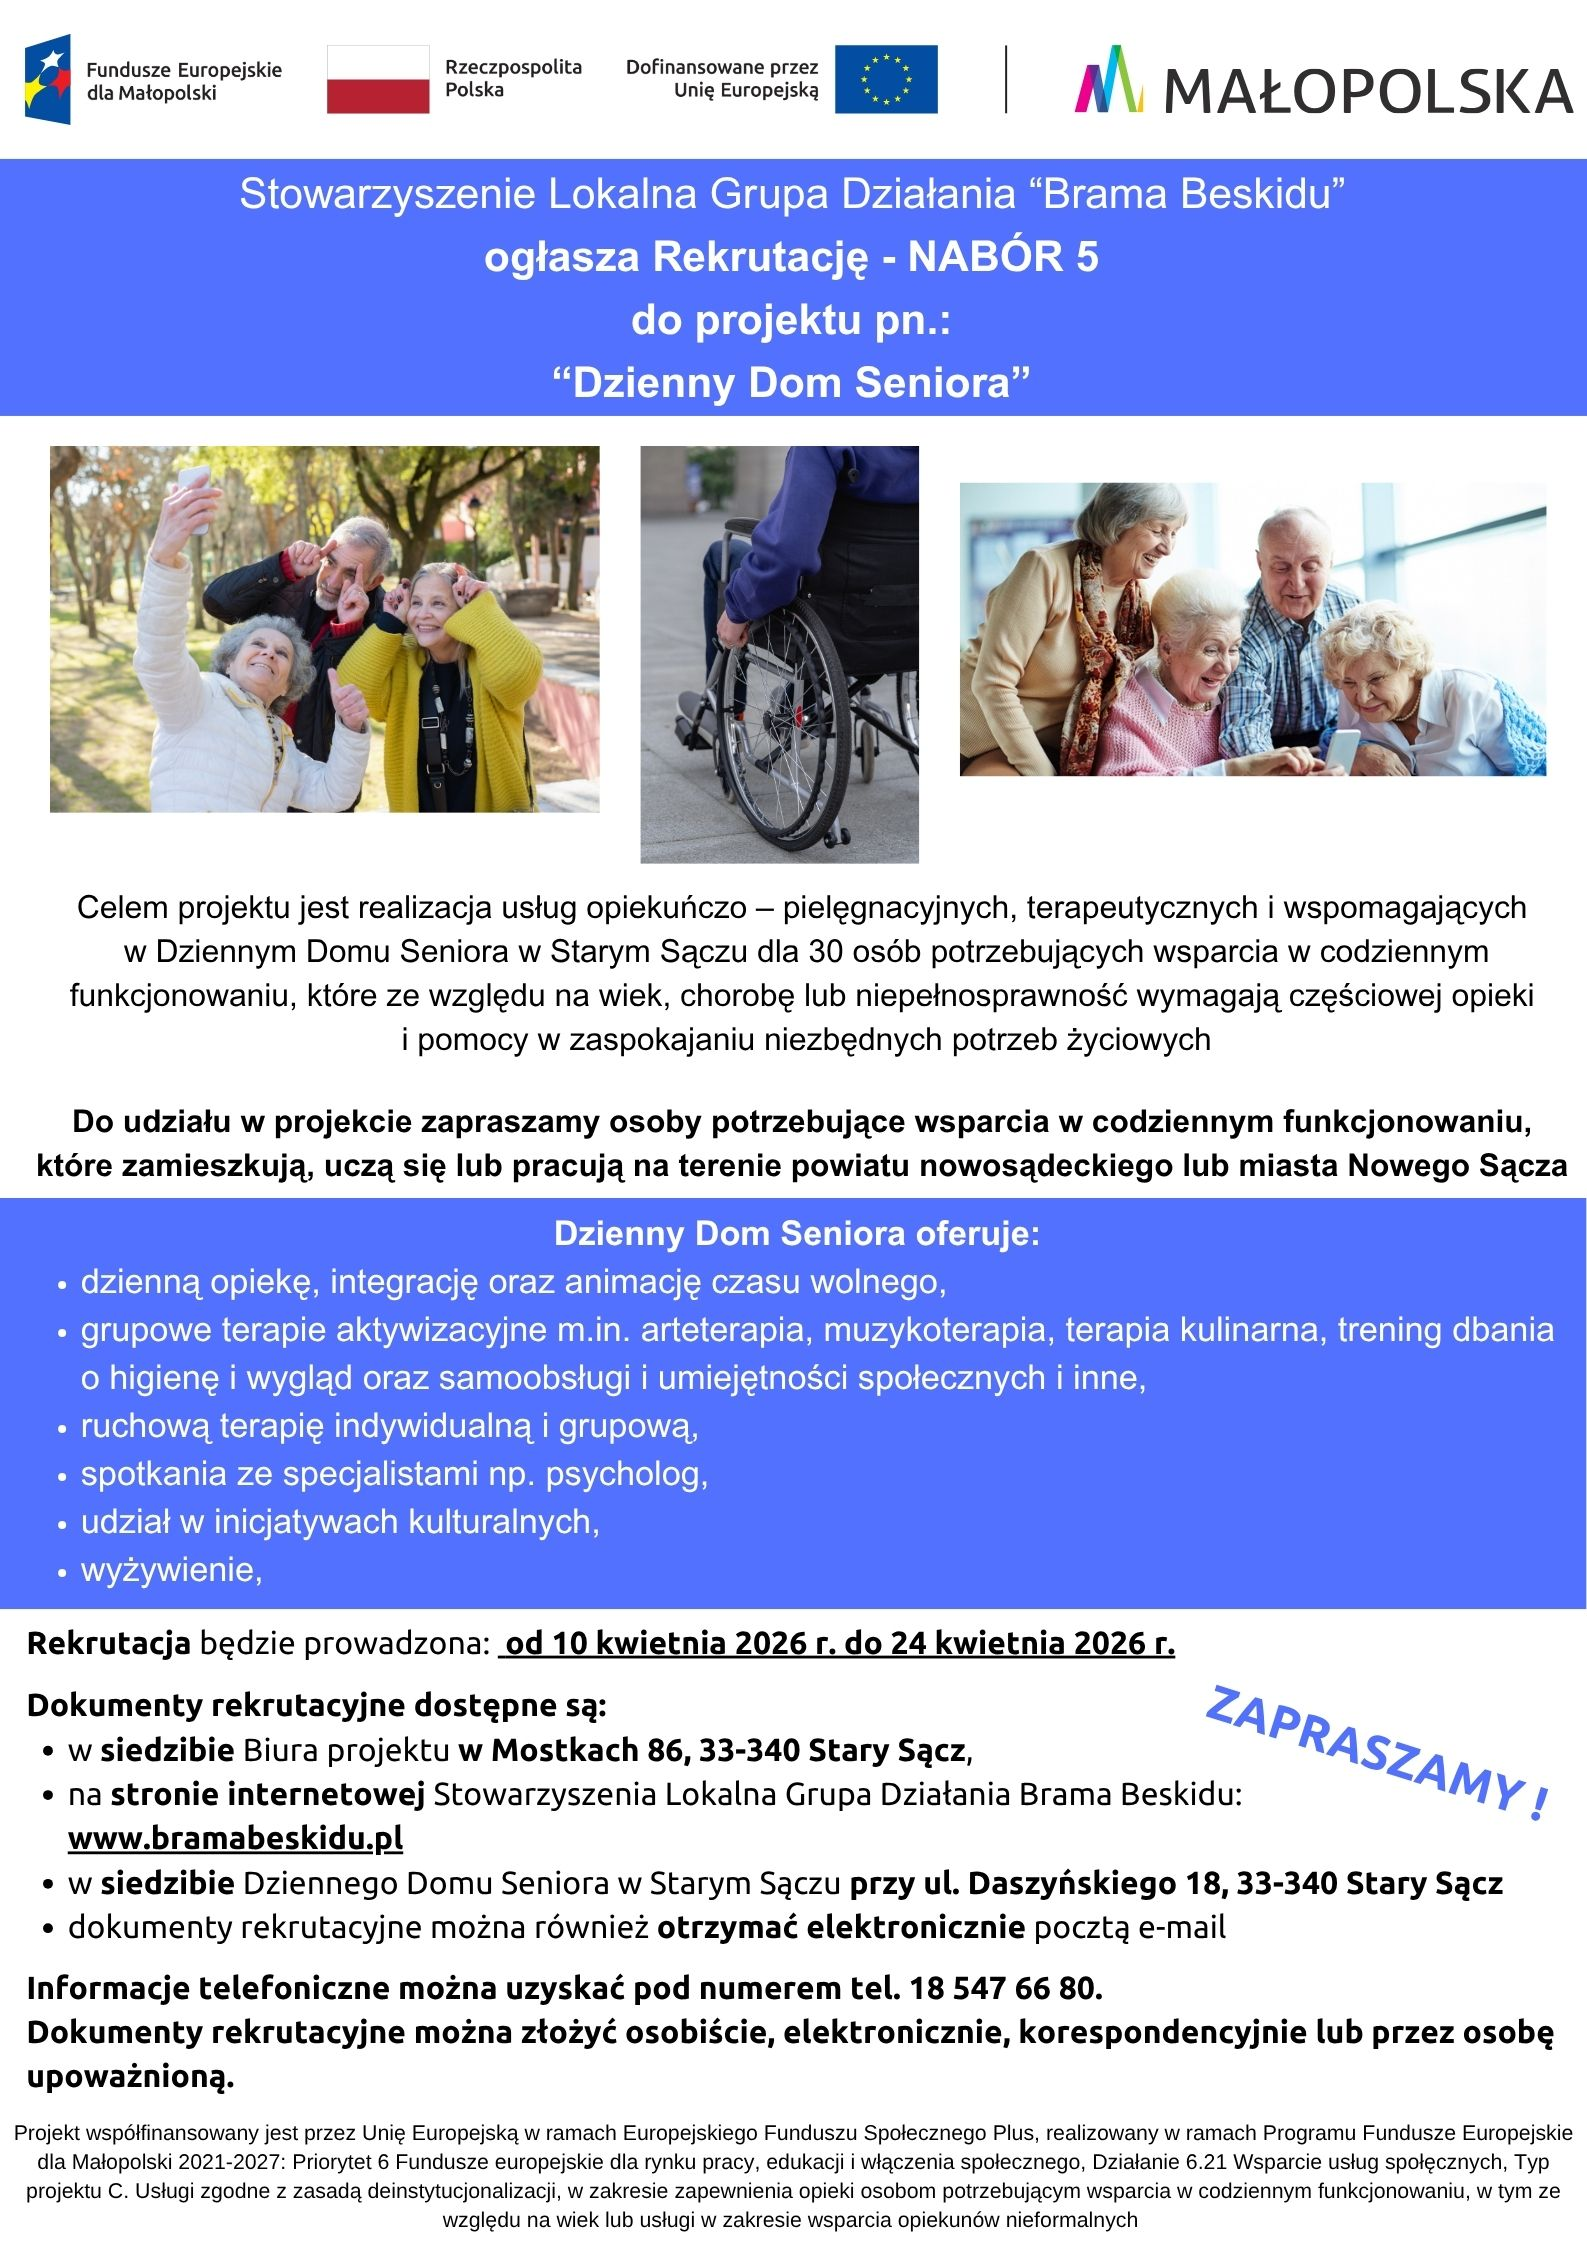 Fundusze Europejskie
dla Małopolski
Rzeczpospolita
Polska
Dofinansowane przez
Unię Europejską
MAŁOPOLSKA
Stowarzyszenie Lokalna Grupa Działania “Brama Beskidu”
ogłasza Rekrutację - NABÓR 5
do projektu pn.:
“Dzienny Dom Seniora”
Celem projektu jest realizacja usług opiekuńczo – pielęgnacyjnych, terapeutycznych i wspomagających
w Dziennym Domu Seniora w Starym Sączu dla 30 osób potrzebujących wsparcia w codziennym
funkcjonowaniu, które ze względu na wiek, chorobę lub niepełnosprawność wymagają częściowej opieki
i pomocy w zaspokajaniu niezbędnych potrzeb życiowych
Do udziału w projekcie zapraszamy osoby potrzebujące wsparcia w codziennym funkcjonowaniu,
które zamieszkują, uczą się lub pracują na terenie powiatu nowosądeckiego lub miasta Nowego Sącza
Dzienny Dom Seniora oferuje:
• dzienną opiekę, integrację oraz animację czasu wolnego,
• grupowe terapie aktywizacyjne m.in. arteterapia, muzykoterapia, terapia kulinarna, trening dbania
o higienę i wygląd oraz samoobsługi i umiejętności społecznych i inne,
• ruchową terapię indywidualną i grupową,
• spotkania ze specjalistami np. psycholog,
• udział w inicjatywach kulturalnych,
• wyżywienie,
Rekrutacja będzie prowadzona: od 10 kwietnia 2026 r. do 24 kwietnia 2026 r.
Dokumenty rekrutacyjne dostępne są:
• w siedzibie Biura projektu w Mostkach 86, 33-340 Stary Sącz,
• na stronie internetowej Stowarzyszenia Lokalna Grupa Działania Brama Beskidu:
www.bramabeskidu.pl
ZAPRASZAMY !
• w siedzibie Dziennego Domu Seniora w Starym Sączu przy ul. Daszyńskiego 18, 33-340 Stary Sącz
• dokumenty rekrutacyjne można również otrzymać elektronicznie pocztą e-mail
Informacje telefoniczne można uzyskać pod numerem tel. 18 547 66 80.
Dokumenty rekrutacyjne można złożyć osobiście, elektronicznie, korespondencyjnie lub przez osobę
upoważnioną.
Projekt współfinansowany jest przez Unię Europejską w ramach Europejskiego Funduszu Społecznego Plus, realizowany w ramach Programu Fundusze Europejskie
dla Małopolski 2021-2027: Priorytet 6 Fundusze europejskie dla rynku pracy, edukacji i włączenia społecznego, Działanie 6.21 Wsparcie usług społęcznych, Typ
projektu C. Usługi zgodne z zasadą deinstytucjonalizacji, w zakresie zapewnienia opieki osobom potrzebującym wsparcia w codziennym funkcjonowaniu, w tym ze
względu na wiek lub usługi w zakresie wsparcia opiekunów nieformalnych